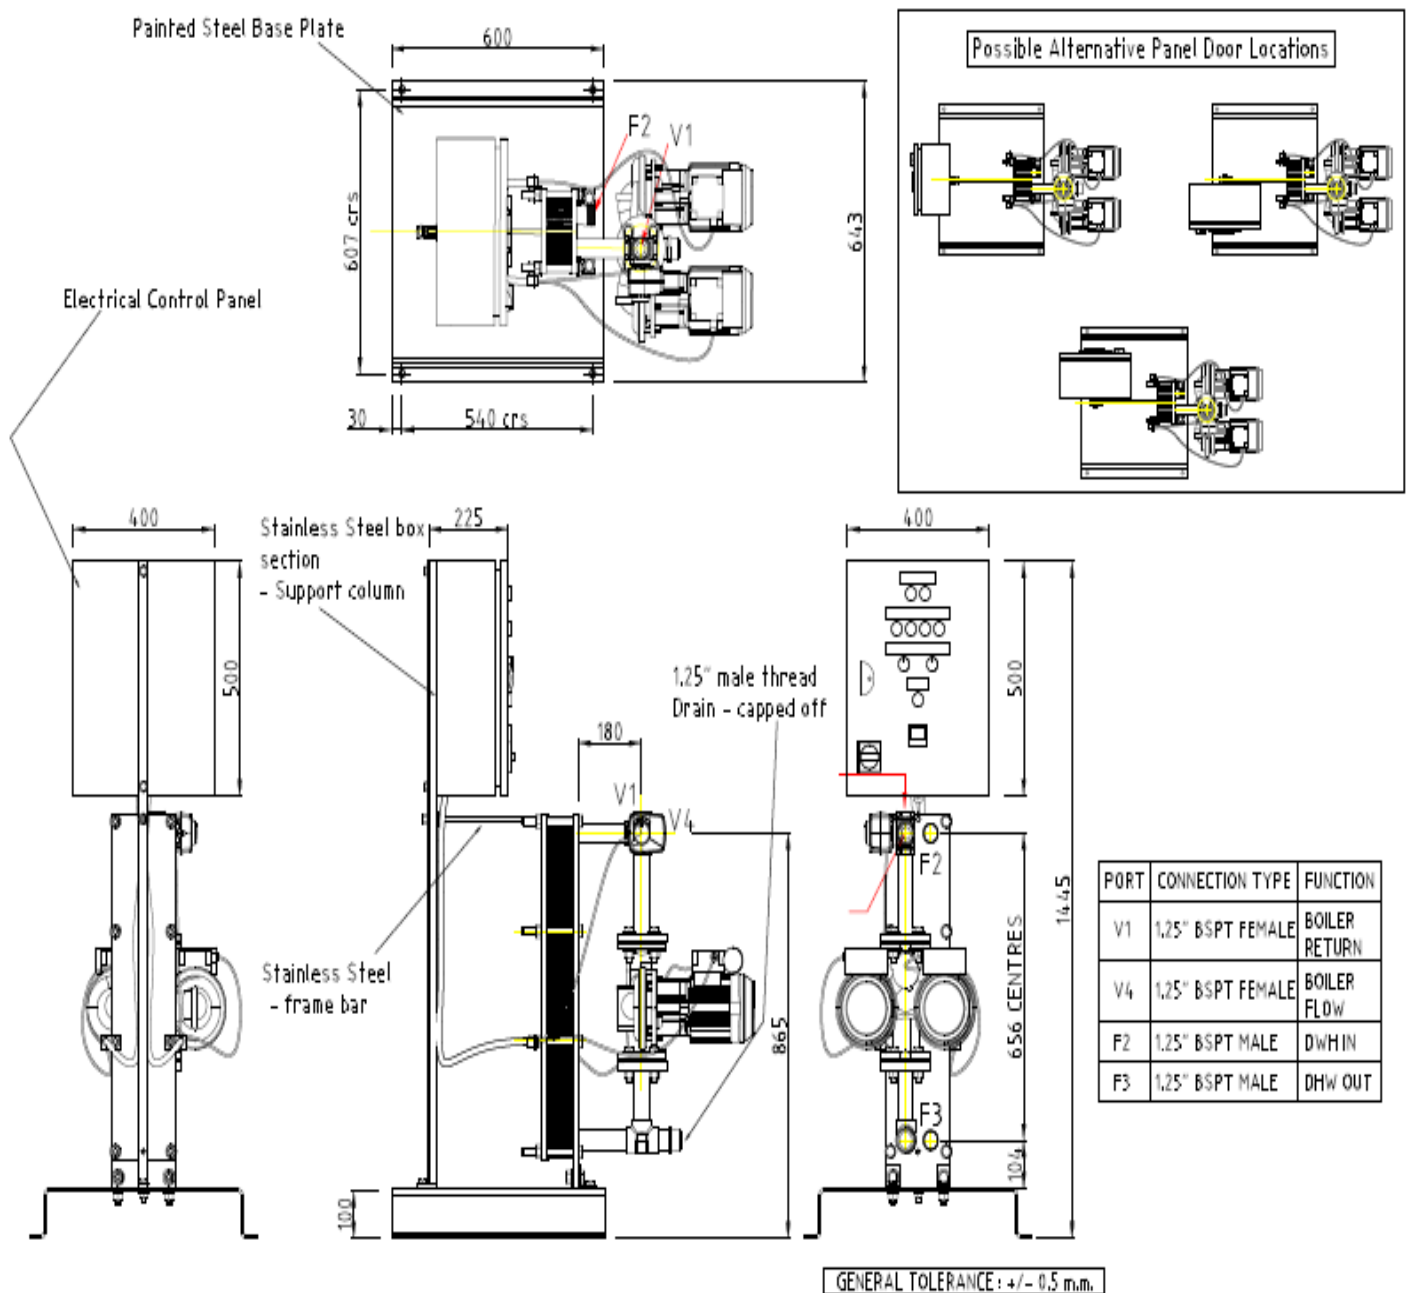 Painted Steel Base Plate
600
Possible Alternative Panel Door Locations
F2
V1
607 crs
643
Electrical Control Panel
30
540 crs
400
Stainless Steel box
section
- Support column
225
400
500
1.25" male thread
Drain - capped off
180
500
V1
V4
F2
1445
Stainless Steel
- frame bar
865
656 CENTRES
F3
104
100
PORT CONNECTION TYPE FUNCTION
V1 1.25" BSPT FEMALE BOILER
RETURN
V4 1.25" BSPT FEMALE BOILER
FLOW
F2 1.25" BSPT MALE DWH IN
F3 1.25" BSPT MALE DHW OUT
GENERAL TOLERANCE: +/- 0.5 m.m.